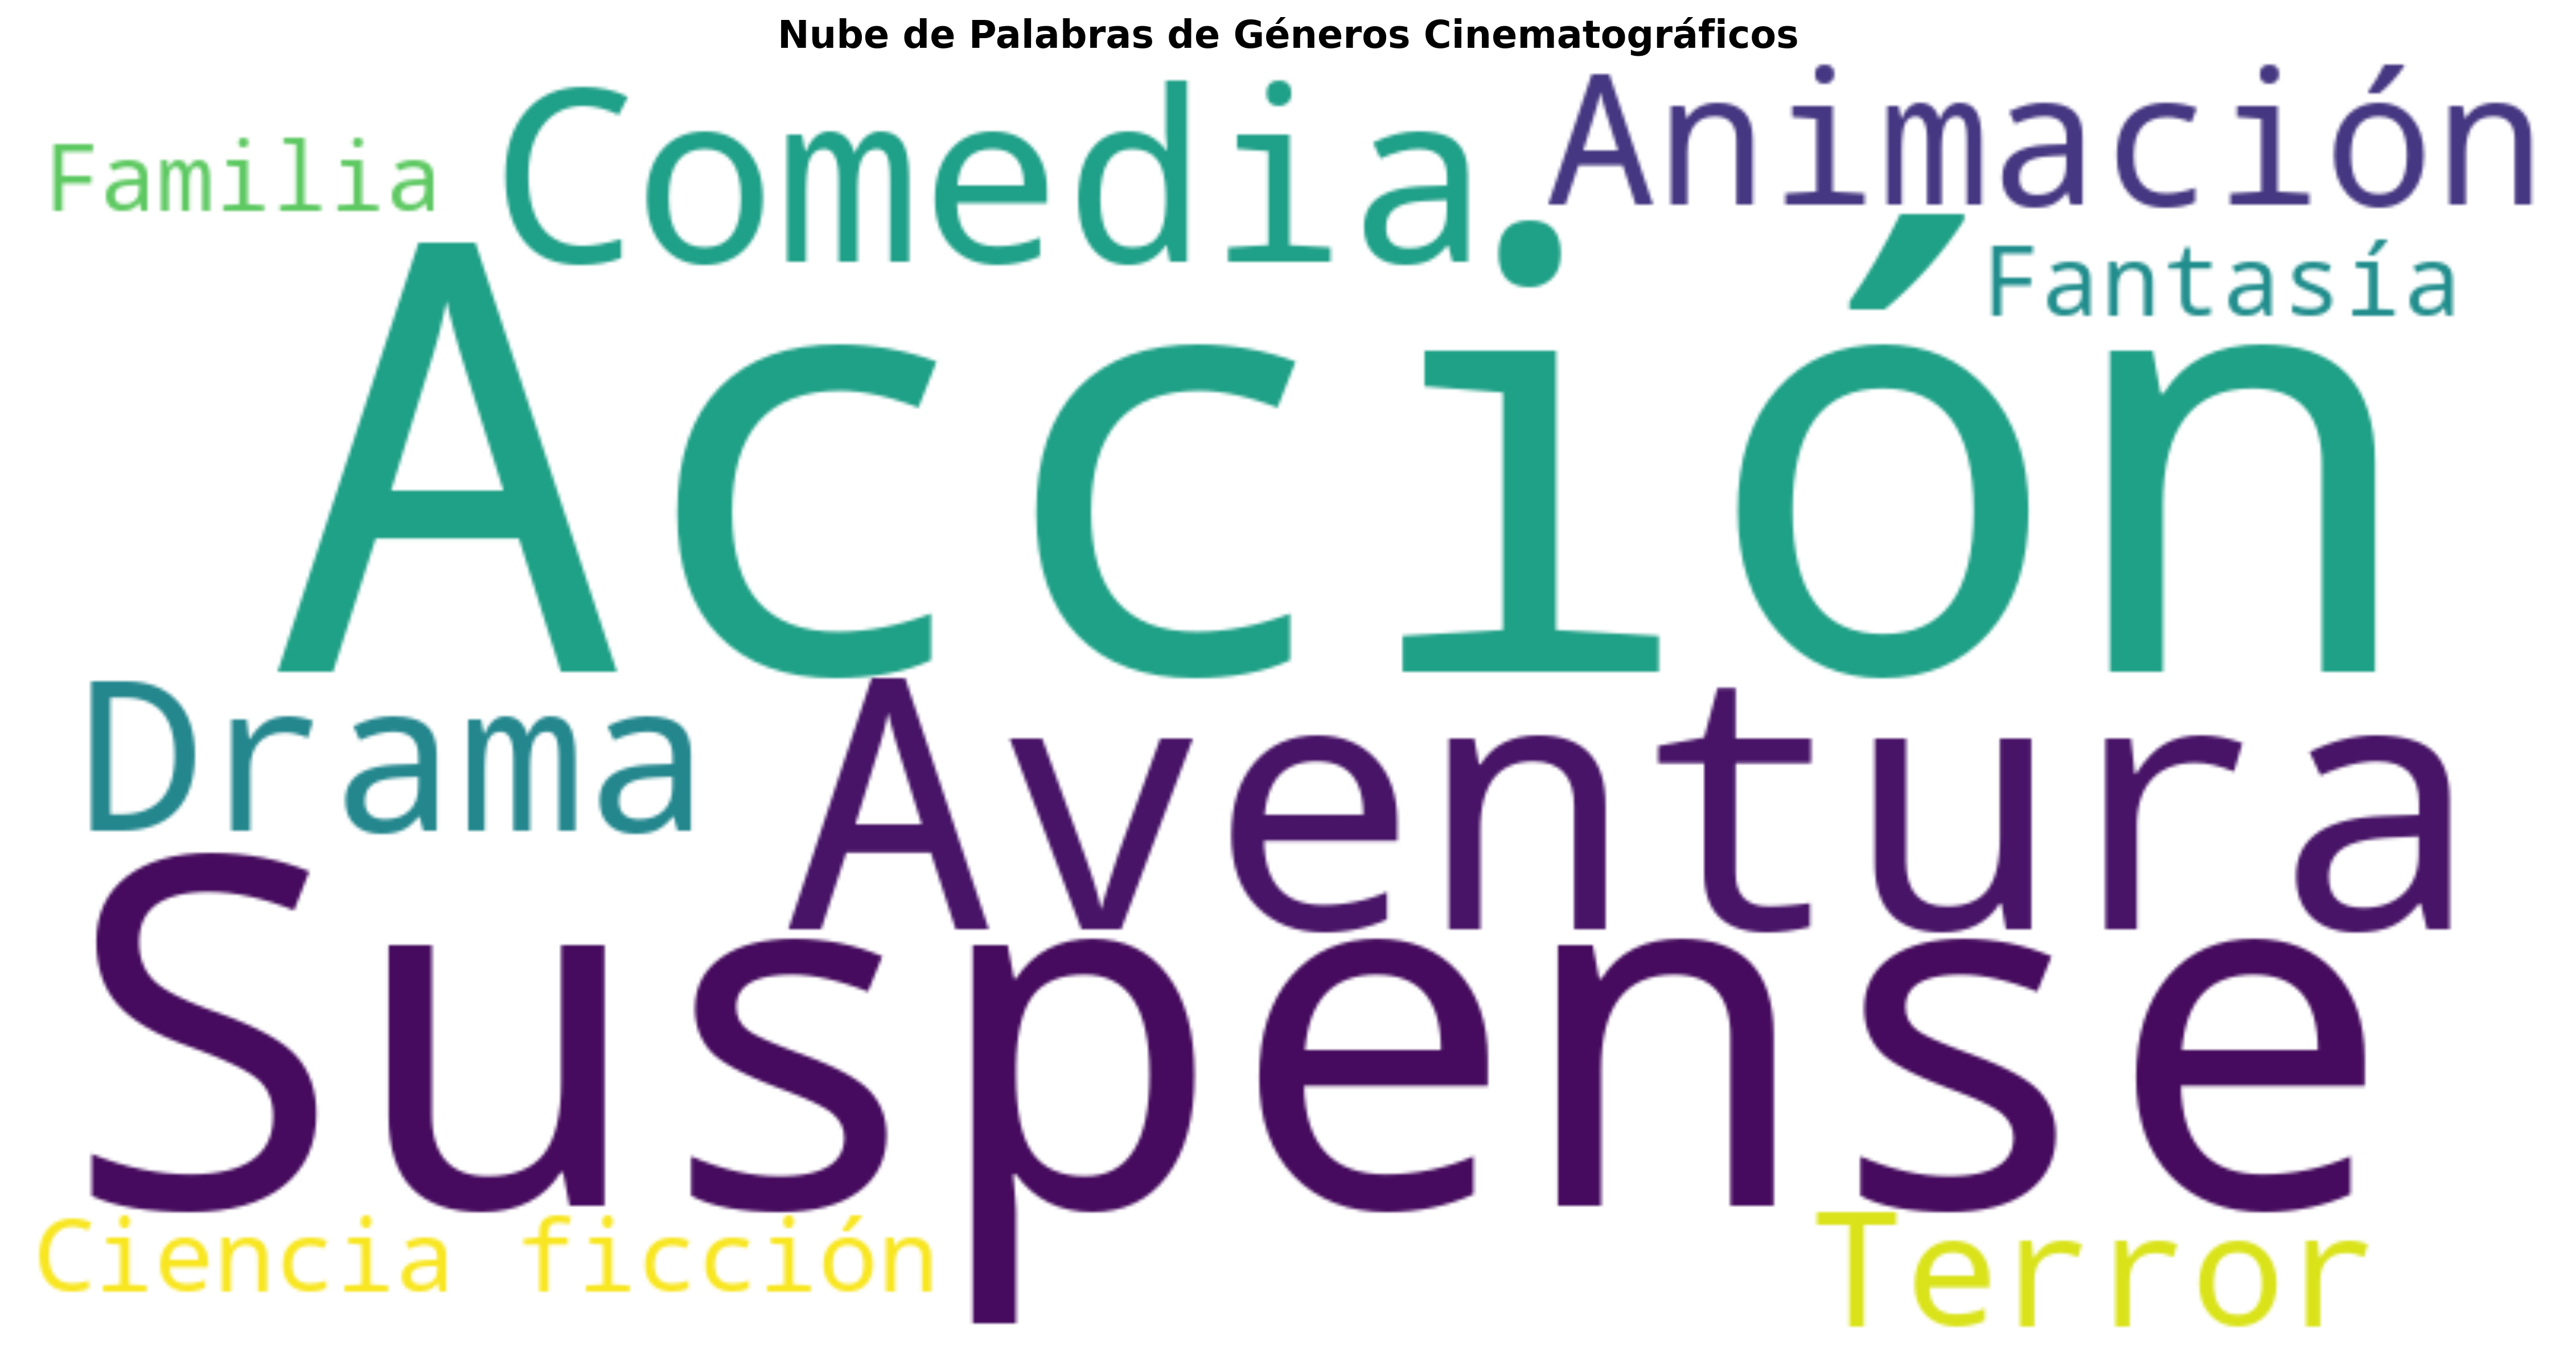 Nube de Palabras de Géneros Cinematográficos
Familia
Comedia
Animación
Fantasía
Acción
Drama
Aventura
Suspense
Ciencia ficción
Terror